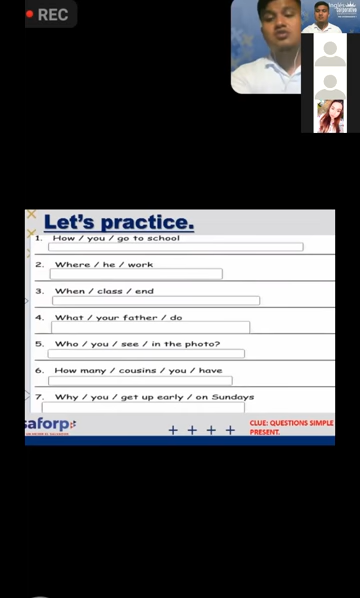 REC
Let's practice.
1. How / you / go to school
2. Where / he / work
3. When / class / end
4. What / your father / do
5. Who / you / see / in the photo?
6. How many / cousins / you / have
7. Why / you / get up early / on Sundays
saforp
+ + + +
CLUE: QUESTIONS SIMPLE
PRESENT.